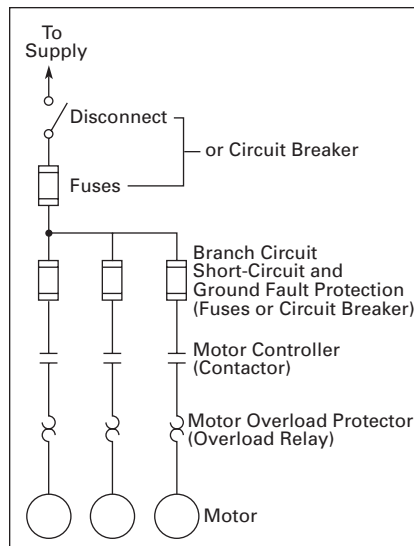 To
Supply
Disconnect
or Circuit Breaker
Fuses
Branch Circuit
Short-Circuit and
Ground Fault Protection
(Fuses or Circuit Breaker)
Motor Controller
(Contactor)
Motor Overload Protector
(Overload Relay)
Motor